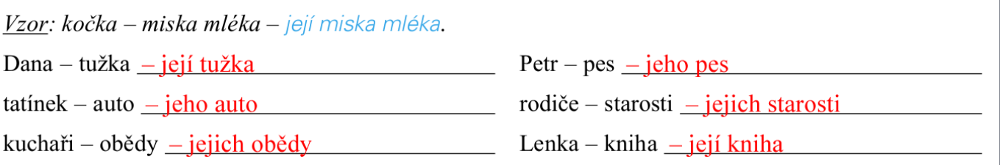 Vzor: kočka – miska mléka – její miska mléka.
Dana – tužka – její tužka
Petr – pes – jeho pes
tatínek – auto – jeho auto
rodiče – starosti – jejich starosti
kuchaři – obědy – jejich obědy
Lenka – kniha – její kniha